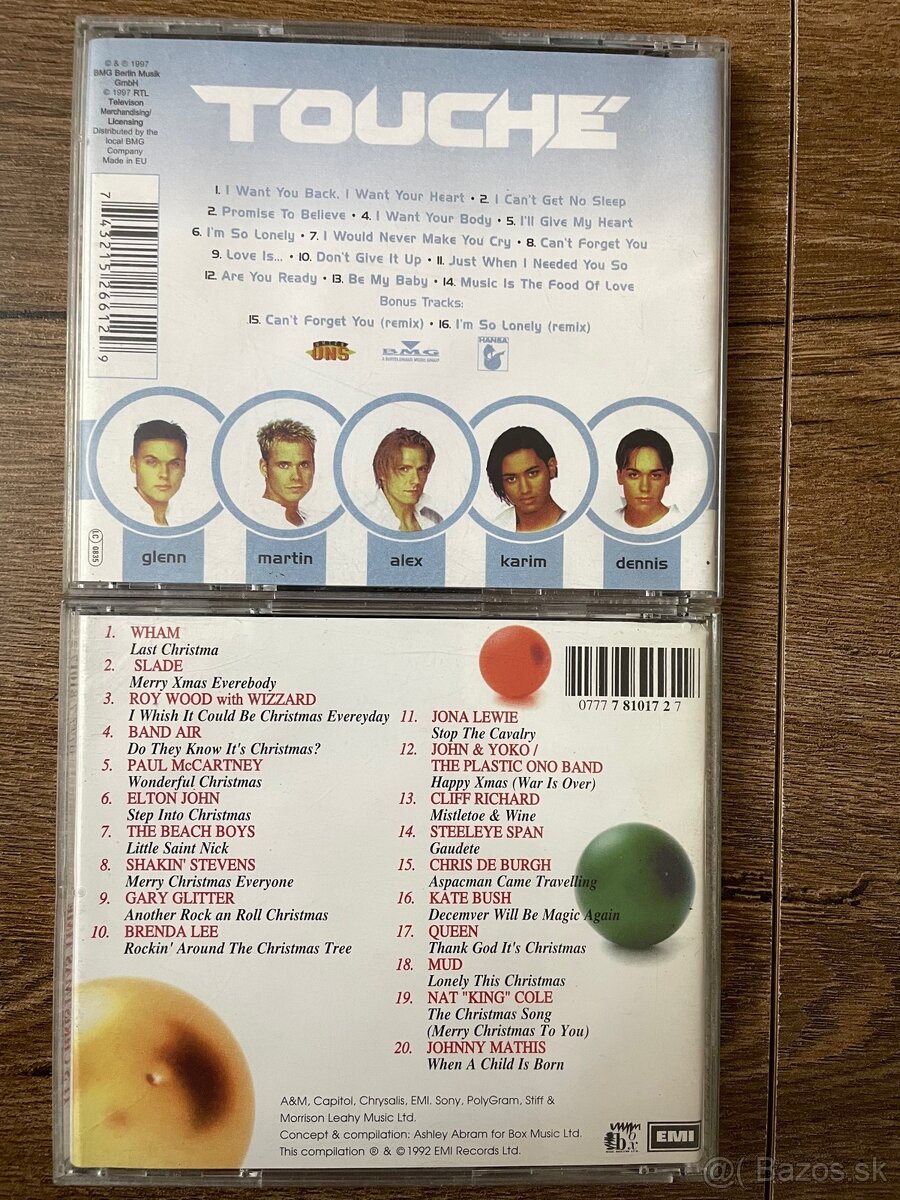 © & ℗ 1997
BMG Berlin Musik
GmbH
© 1997 RTL
Televison
Merchandising/
Licensing
Distributed by the
local BMG
Company
Made in EU
TOUCHÉ
7 43215 26612 9
1. I Want You Back, I Want Your Heart • 2. I Can't Get No Sleep
2. Promise To Believe • 4. I Want Your Body • 5. I'll Give My Heart
6. I'm So Lonely • 7. I Would Never Make You Cry • 8. Can't Forget You
9. Love Is... • 10. Don't Give It Up • 11. Just When I Needed You So
12. Are You Ready • 13. Be My Baby • 14. Music Is The Food Of Love
Bonus Tracks:
15. Can't Forget You (remix) • 16. I'm So Lonely (remix)
UNS
BMG
A BERTELSMANN MUSIC GROUP
HANSA
LC 0835
glenn
martin
alex
karim
dennis
1. WHAM
Last Christma
2. SLADE
Merry Xmas Everebody
3. ROY WOOD with WIZZARD
I Whish It Could Be Christmas Evereyday
4. BAND AIR
Do They Know It's Christmas?
5. PAUL McCARTNEY
Wonderful Christmas
6. ELTON JOHN
Step Into Christmas
7. THE BEACH BOYS
Little Saint Nick
8. SHAKIN' STEVENS
Merry Christmas Everyone
9. GARY GLITTER
Another Rock an Roll Christmas
10. BRENDA LEE
Rockin' Around The Christmas Tree
0777 7 81017 2 7
11. JONA LEWIE
Stop The Cavalry
12. JOHN & YOKO /
THE PLASTIC ONO BAND
Happy Xmas (War Is Over)
13. CLIFF RICHARD
Mistletoe & Wine
14. STEELEYE SPAN
Gaudete
15. CHRIS DE BURGH
Aspacman Came Travelling
16. KATE BUSH
Decemver Will Be Magic Again
17. QUEEN
Thank God It's Christmas
18. MUD
Lonely This Christmas
19. NAT "KING" COLE
The Christmas Song
(Merry Christmas To You)
20. JOHNNY MATHIS
When A Child Is Born
A&M, Capitol, Chrysalis, EMI. Sony, PolyGram, Stiff &
Morrison Leahy Music Ltd.
Concept & compilation: Ashley Abram for Box Music Ltd.
This compilation ℗ & © 1992 EMI Records Ltd.
EMI
@( Bazos.sk